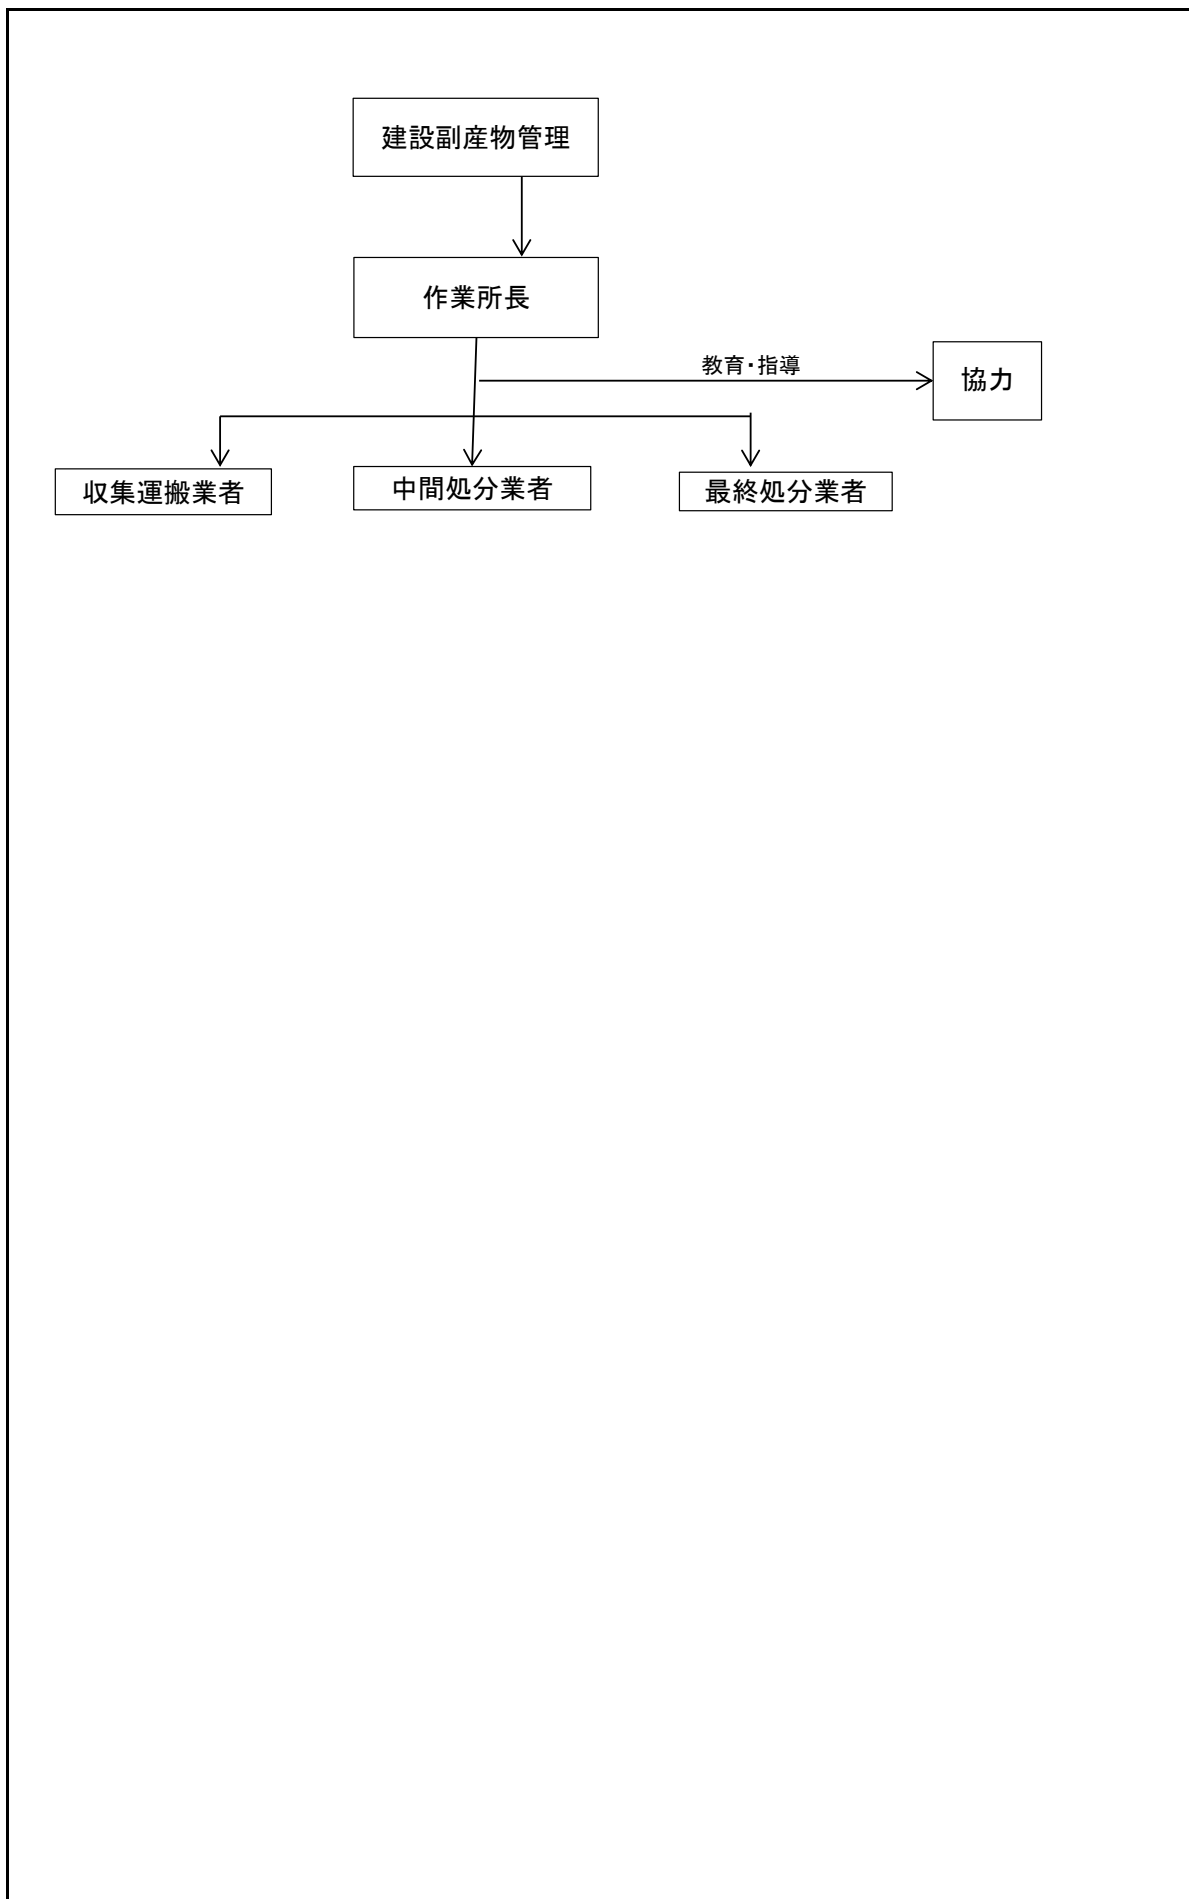 建設副産物管理
作業所長
教育・指導
協力
収集運搬業者
中間処分業者
最終処分業者